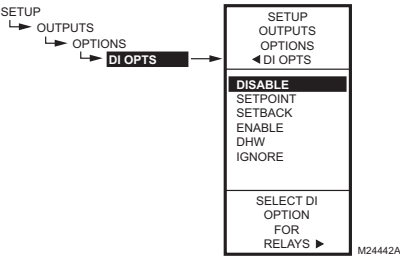 SETUP
OUTPUTS
OPTIONS
DI OPTS
SETUP
OUTPUTS
OPTIONS
◀ DI OPTS
DISABLE
SETPOINT
SETBACK
ENABLE
DHW
IGNORE
SELECT DI
OPTION
FOR
RELAYS ▶
M24442A